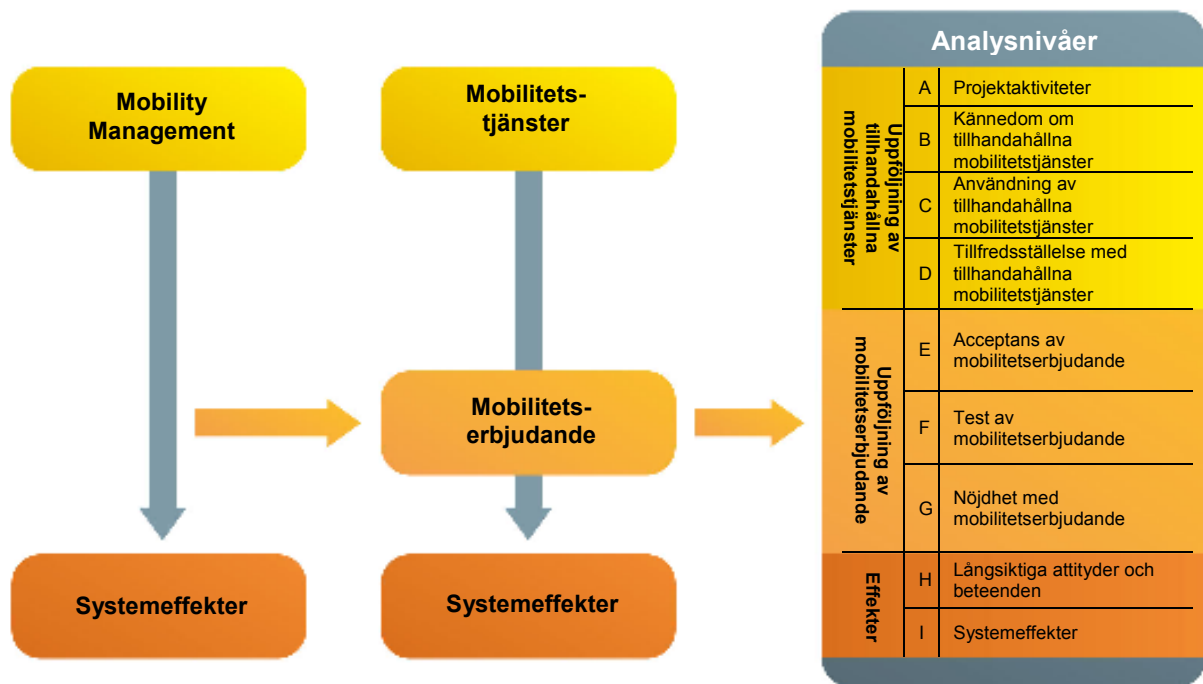 Mobility
Management
Systemeffekter
Mobilitets-
tjänster
Mobilitets-
erbjudande
Systemeffekter
Analysnivåer
Uppföljning av
tillhandahållna
mobilitetstjänster
A Projektaktiviteter
B Kännedom om
tillhandahållna
mobilitetstjänster
C Användning av
tillhandahållna
mobilitetstjänster
D Tillfredsställelse med
tillhandahållna
mobilitetstjänster
Uppföljning av
mobilitetserbjudande
E Acceptans av
mobilitetserbjudande
F Test av
mobilitetserbjudande
G Nöjdhet med
mobilitetserbjudande
Effekter
H Långsiktiga attityder och
beteenden
I Systemeffekter